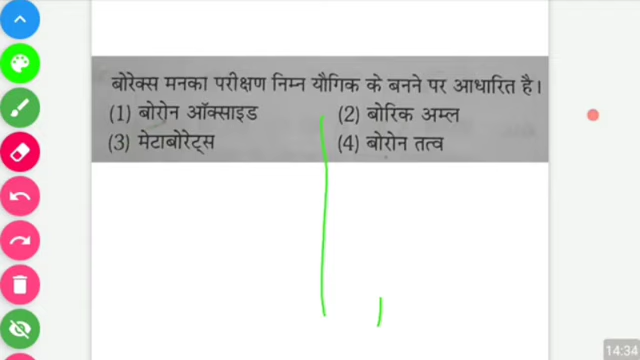 बोरेक्स मनका परीक्षण निम्न यौगिक के बनने पर आधारित है।
(1) बोरोन ऑक्साइड (2) बोरिक अम्ल
(3) मेटाबोरेट्स (4) बोरोन तत्व
14:34